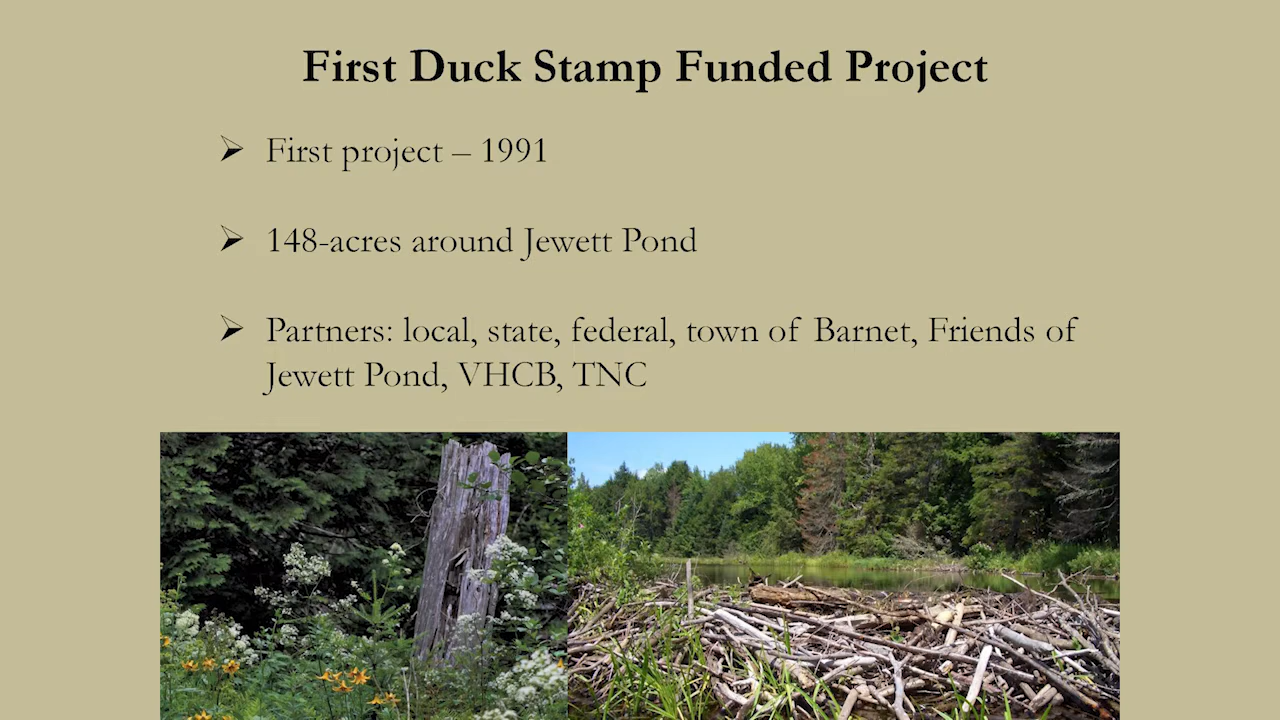 First Duck Stamp Funded Project
➢ First project – 1991
➢ 148-acres around Jewett Pond
➢ Partners: local, state, federal, town of Barnet, Friends of
Jewett Pond, VHCB, TNC